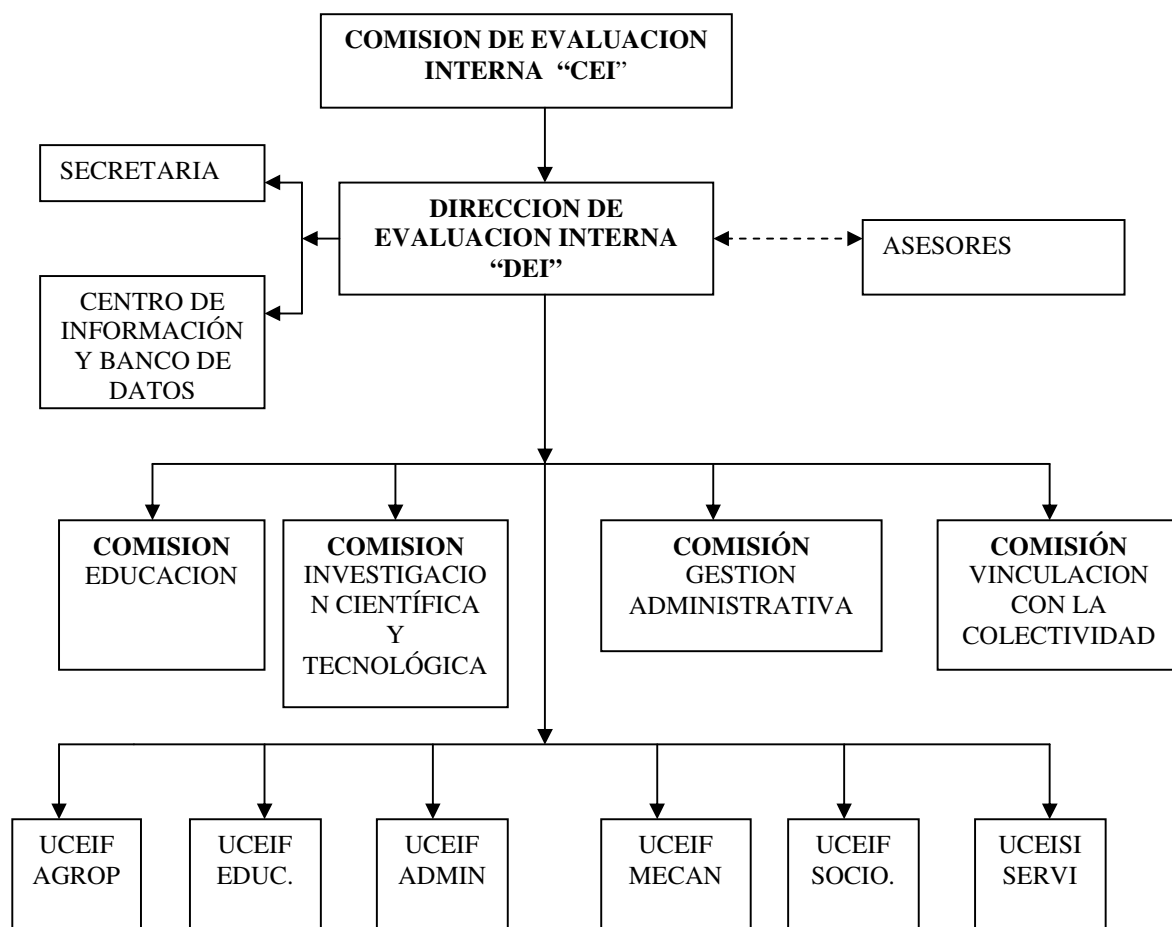 COMISION DE EVALUACION
INTERNA “CEI”
SECRETARIA
DIRECCION DE
EVALUACION INTERNA
“DEI”
ASESORES
CENTRO DE
INFORMACIÓN
Y BANCO DE
DATOS
COMISION
EDUCACION
COMISION
INVESTIGACIO
N CIENTÍFICA
Y
TECNOLÓGICA
COMISIÓN
GESTION
ADMINISTRATIVA
COMISIÓN
VINCULACION
CON LA
COLECTIVIDAD
UCEIF
AGROP
UCEIF
EDUC.
UCEIF
ADMIN
UCEIF
MECAN
UCEIF
SOCIO.
UCEISI
SERVI